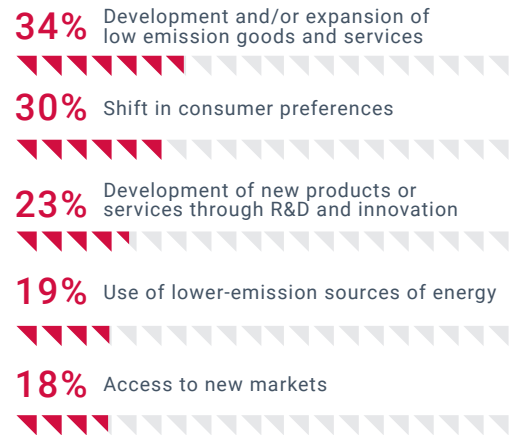 34% Development and/or expansion of
low emission goods and services
30% Shift in consumer preferences
23% Development of new products or
services through R&D and innovation
19% Use of lower-emission sources of energy
18% Access to new markets